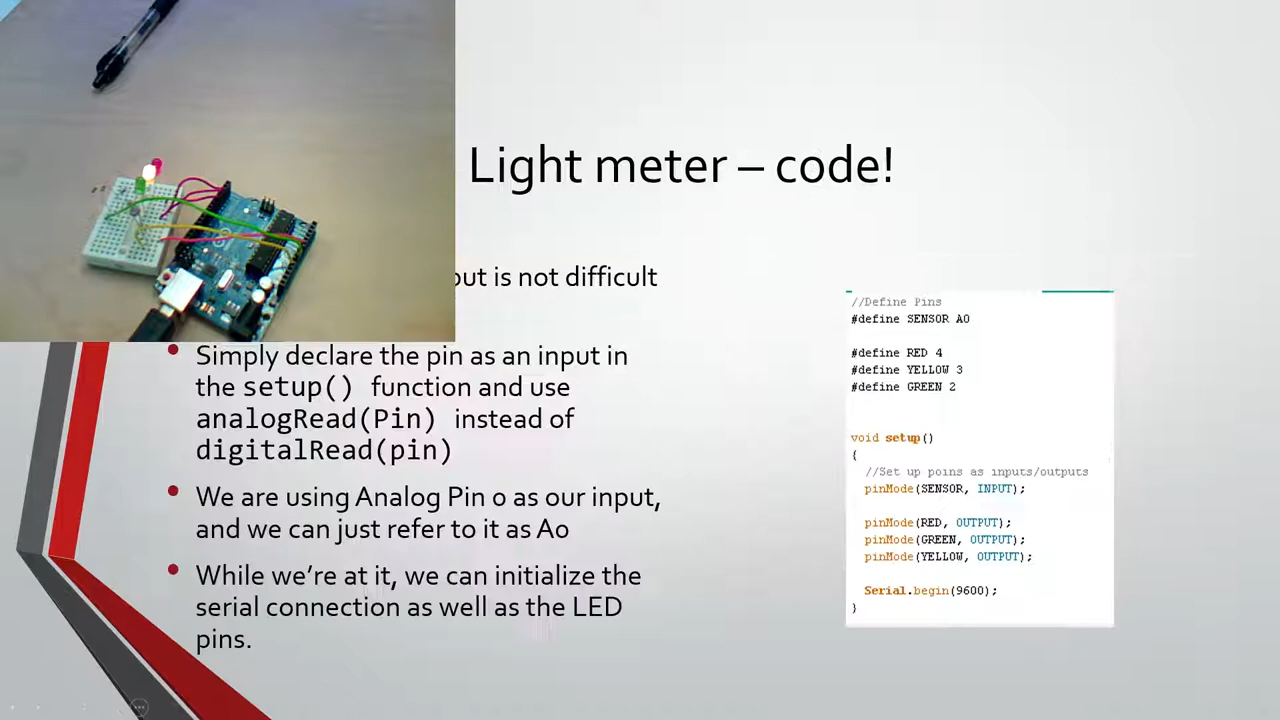 Light meter – code!
out is not difficult
Simply declare the pin as an input in
the setup() function and use
analogRead(Pin) instead of
digitalRead(pin)
We are using Analog Pin 0 as our input,
and we can just refer to it as A0
While we’re at it, we can initialize the
serial connection as well as the LED
pins.
//Define Pins
#define SENSOR A0
#define RED 4
#define YELLOW 3
#define GREEN 2
void setup()
{
//Set up poins as inputs/outputs
pinMode(SENSOR, INPUT);
pinMode(RED, OUTPUT);
pinMode(GREEN, OUTPUT);
pinMode(YELLOW, OUTPUT);
Serial.begin(9600);
}